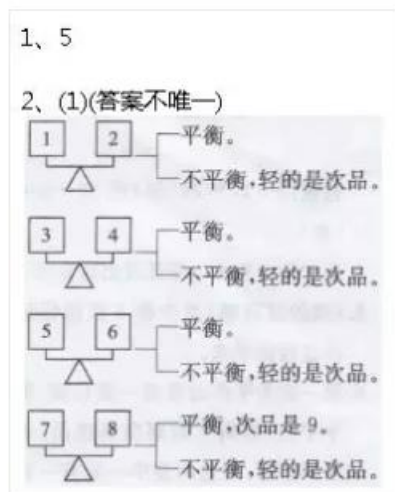 1、5
2、(1)(答案不唯一)
1 2 平衡。
不平衡,轻的是次品。
3 4 平衡。
不平衡,轻的是次品。
5 6 平衡。
不平衡,轻的是次品。
7 8 平衡,次品是9。
不平衡,轻的是次品。